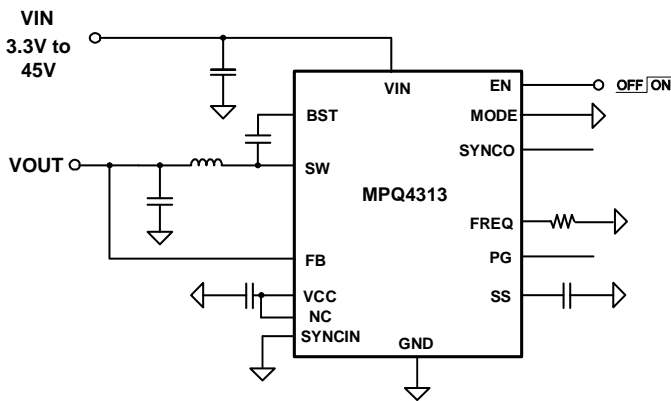 VIN
3.3V to
45V
VIN
EN
OFF ON
BST
MODE
SYNCO
VOUT
SW
MPQ4313
FREQ
FB
PG
VCC
SS
NC
SYNCIN
GND